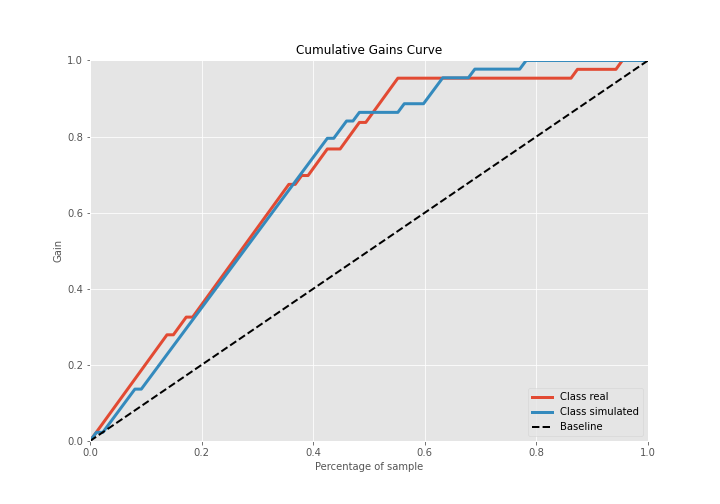 Cumulative Gains Curve
1.0
0.8
0.6
0.4
0.2
0.0
Gain
0.0 0.2 0.4 0.6 0.8 1.0
Percentage of sample
Class real
Class simulated
Baseline